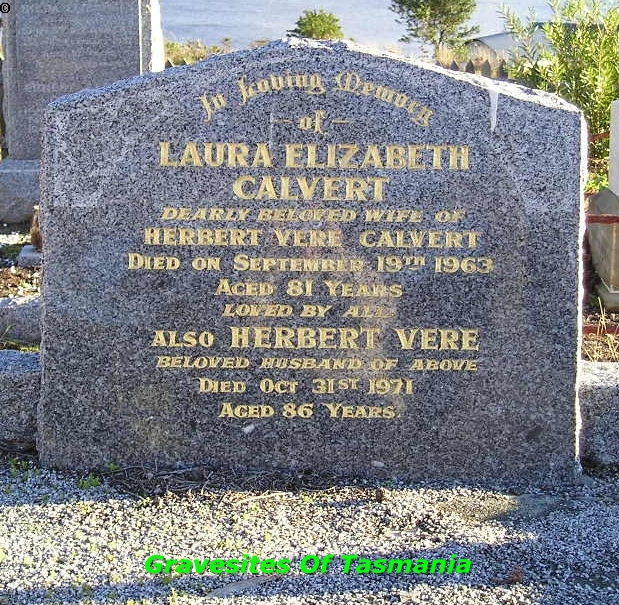 ©
In Loving Memory
— of —
LAURA ELIZABETH
CALVERT
DEARLY BELOVED WIFE OF
HERBERT VERE CALVERT
DIED ON SEPTEMBER 19TH 1963
AGED 81 YEARS
LOVED BY ALL
ALSO HERBERT VERE
BELOVED HUSBAND OF ABOVE
DIED OCT 31ST 1971
AGED 86 YEARS.
Gravesites Of Tasmania